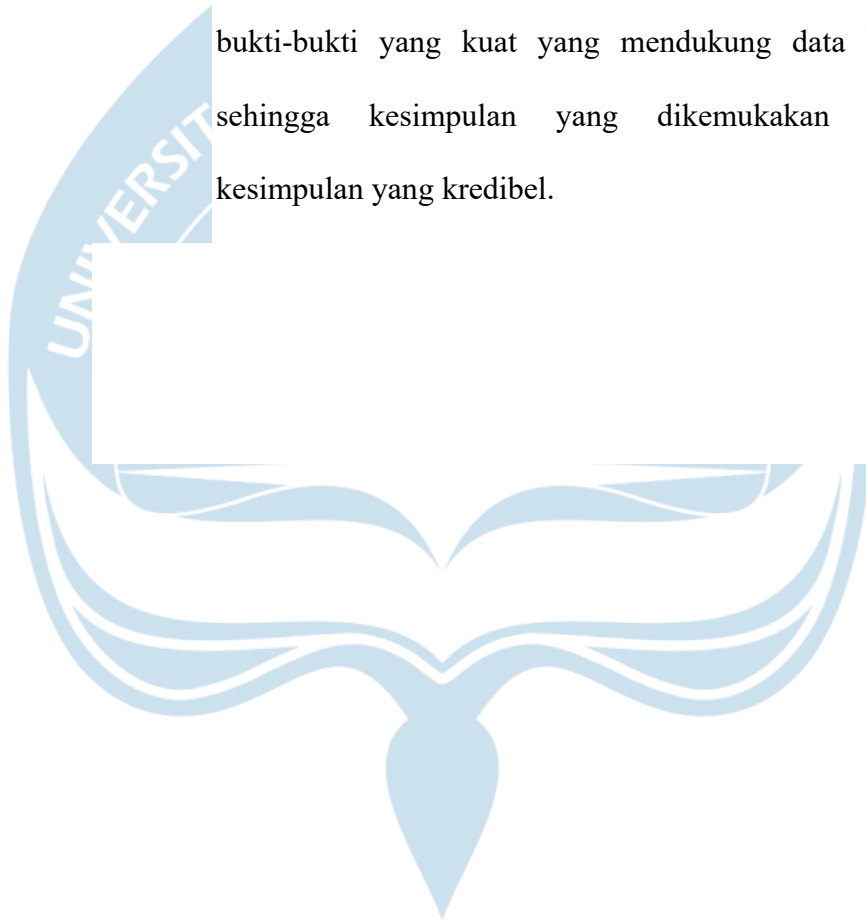 bukti-bukti yang kuat yang mendukung data
sehingga kesimpulan yang dikemukakan
kesimpulan yang kredibel.